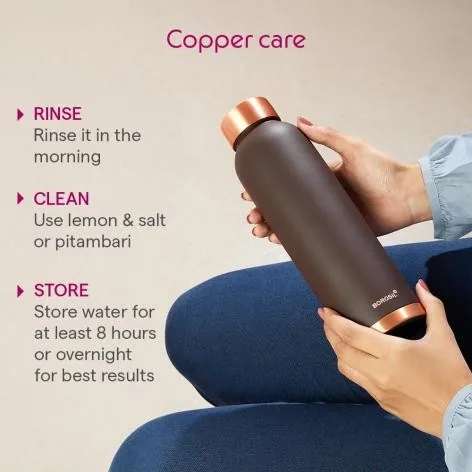 Copper care
RINSE
Rinse it in the
morning
CLEAN
Use lemon & salt
or pitambari
STORE
Store water for
at least 8 hours
or overnight
for best results
BOROSIL®